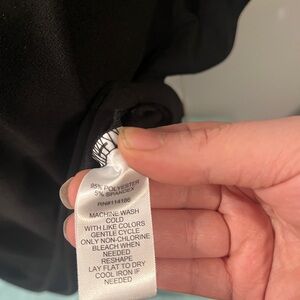 95% POLYESTER
5% SPANDEX
RN#114186
MACHINE WASH
COLD
WITH LIKE COLORS
GENTLE CYCLE
ONLY NON-CHLORINE
BLEACH WHEN
NEEDED
RESHAPE
LAY FLAT TO DRY
COOL IRON IF
NEEDED